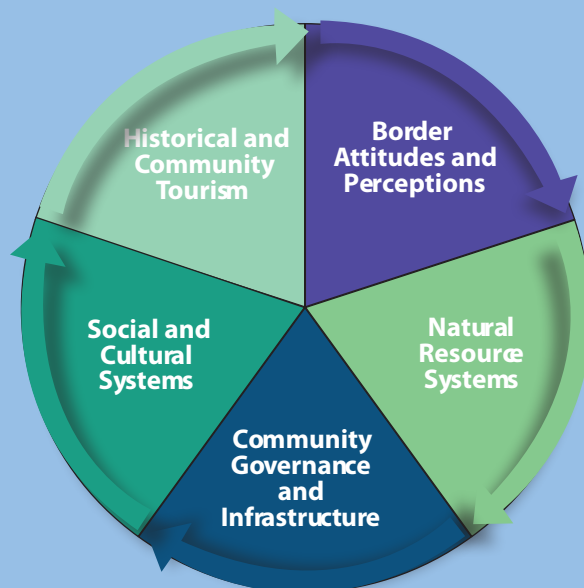 Historical and
Community
Tourism
Border
Attitudes and
Perceptions
Natural
Resource
Systems
Community
Governance
and
Infrastructure
Social and
Cultural
Systems